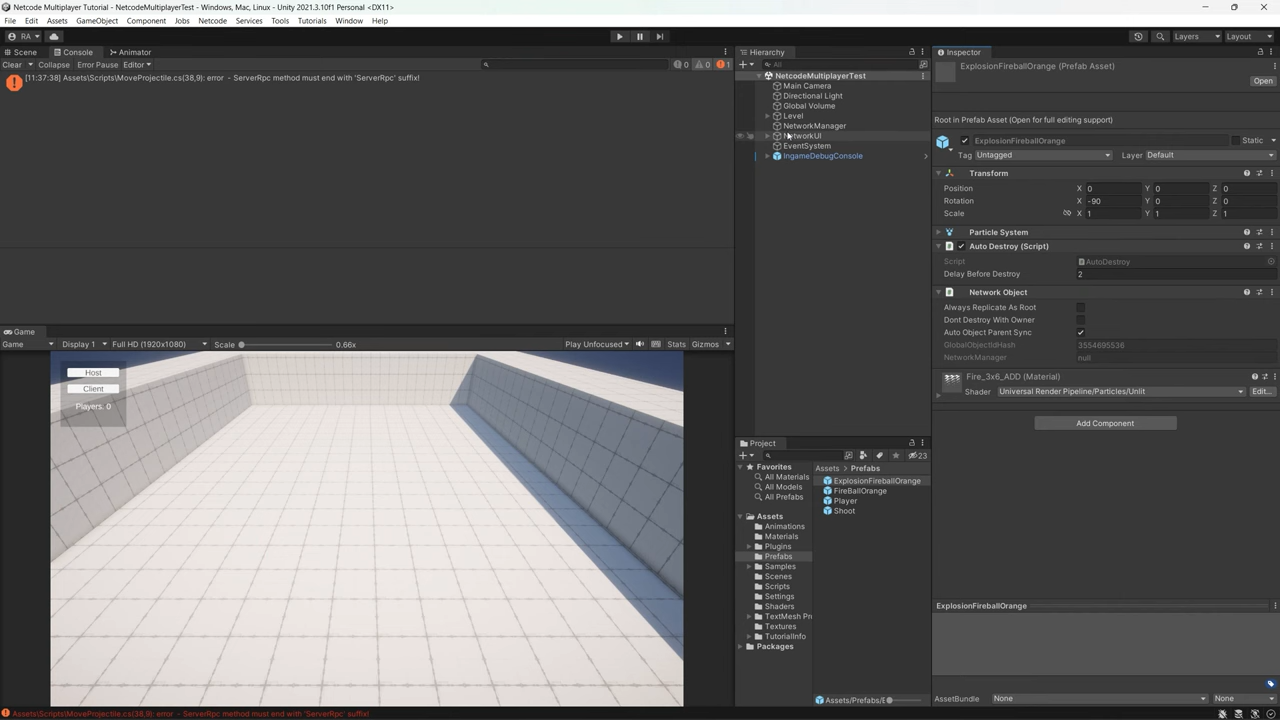 Netcode Multiplayer Tutorial - NetcodeMultiplayerTest - Windows, Mac, Linux - Unity 2021.3.10f1 Personal <DX11>
File Edit Assets GameObject Component Jobs Netcode Services Tools Tutorials Window Help
RA Layers Layout
Scene Console Animator
Clear Collapse Error Pause Editor 0 0 1
[11:37:38] Assets\Scripts\MoveProjectile.cs(38,9): error - ServerRpc method must end with 'ServerRpc' suffix!
Game
Game Display 1 Full HD (1920x1080) Scale 0.66x Play Unfocused Stats Gizmos
Host
Client
Players: 0
Assets\Scripts\MoveProjectile.cs(38,9): error - ServerRpc method must end with 'ServerRpc' suffix!
Hierarchy
All
NetcodeMultiplayerTest
Main Camera
Directional Light
Global Volume
Level
NetworkManager
NetworkUI
EventSystem
IngameDebugConsole
Project
23
Favorites
All Materials
All Models
All Prefabs
Assets
Animations
Materials
Plugins
Prefabs
Samples
Scenes
Scripts
Settings
Shaders
TextMesh Pr
Textures
TutorialInfo
Packages
Assets > Prefabs
ExplosionFireballOrange
FireBallOrange
Player
Shoot
Assets/Prefabs/E
Inspector
ExplosionFireballOrange (Prefab Asset)
Open
Root in Prefab Asset (Open for full editing support)
ExplosionFireballOrange Static
Tag Untagged Layer Default
Transform
Position X 0 Y 0 Z 0
Rotation X -90 Y 0 Z 0
Scale X 1 Y 1 Z 1
Particle System
Auto Destroy (Script)
Script AutoDestroy
Delay Before Destroy 2
Network Object
Always Replicate As Root
Dont Destroy With Owner
Auto Object Parent Sync
GlobalObjectIdHash 3554695536
NetworkManager null
Fire_3x6_ADD (Material)
Shader Universal Render Pipeline/Particles/Unlit Edit...
Add Component
ExplosionFireballOrange
AssetBundle None None